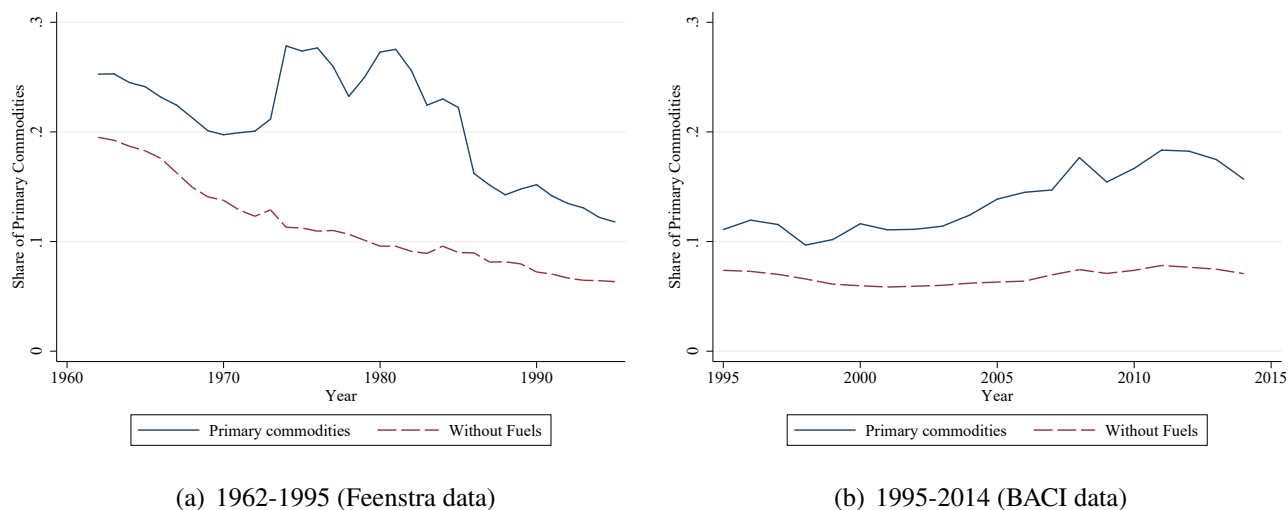 Share of Primary Commodities
.3
.2
.1
0
1960 1970 1980 1990
Year
Primary commodities Without Fuels
(a) 1962-1995 (Feenstra data)
Share of Primary Commodities
.3
.2
.1
0
1995 2000 2005 2010 2015
Year
Primary commodities Without Fuels
(b) 1995-2014 (BACI data)